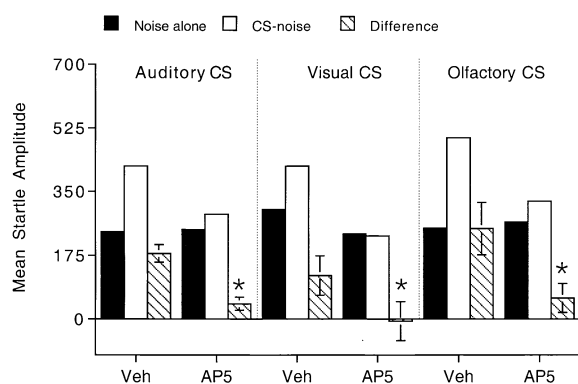 Noise alone CS-noise Difference
Auditory CS Visual CS Olfactory CS
Mean Startle Amplitude
700
525
350
175
0
* * *
Veh AP5 Veh AP5 Veh AP5